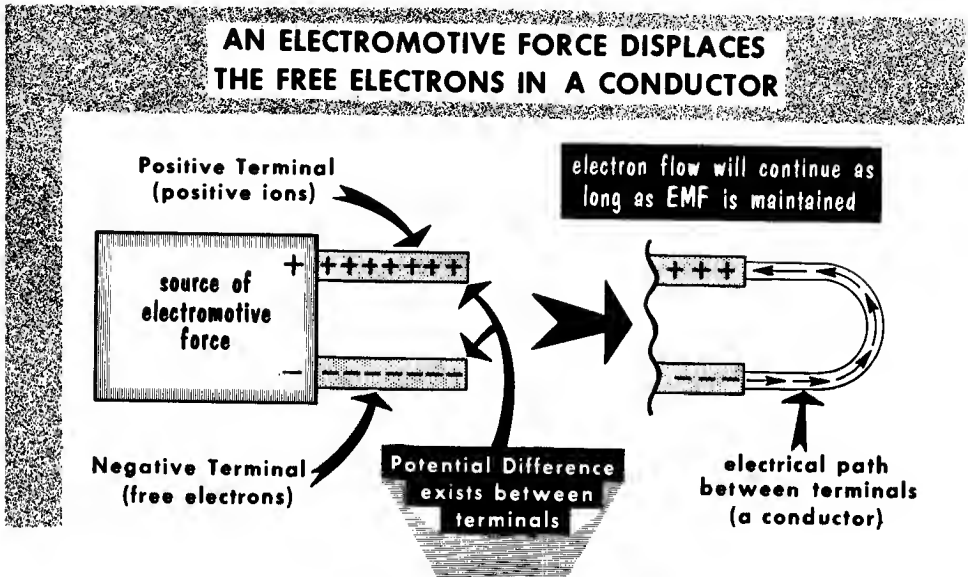 AN ELECTROMOTIVE FORCE DISPLACES
THE FREE ELECTRONS IN A CONDUCTOR
Positive Terminal
(positive ions)
electron flow will continue as
long as EMF is maintained
+ +++++++
+++
source of
electromotive
force
- -------
---
Negative Terminal
(free electrons)
Potential Difference
exists between
terminals
electrical path
between terminals
(a conductor)